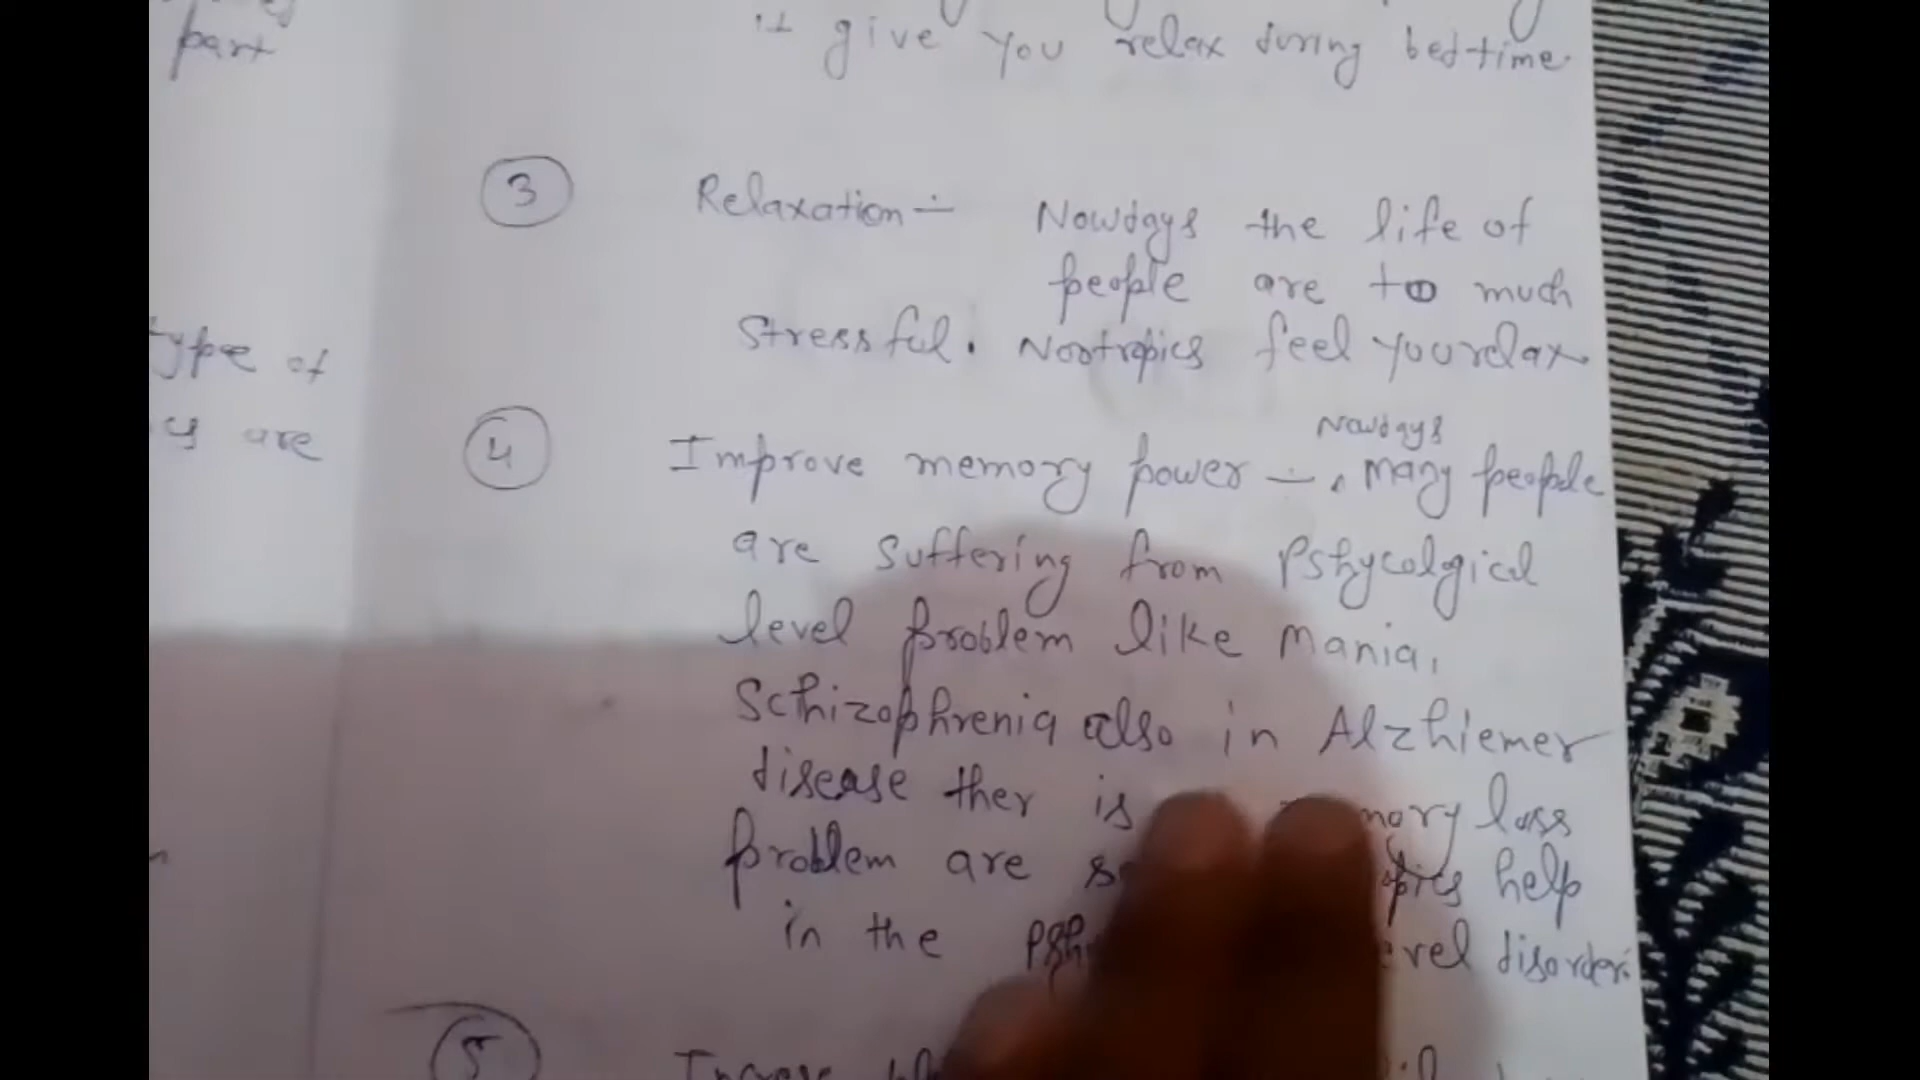 part
it give you relax during bedtime.
type of
are
3 Relaxation - Nowdays the life of
people are to much
stressful. Nootropics feel you relax
4 Improve memory power - Nowdays many people
are suffering from Pshycolgical
level problem like Mania,
Schizophrenia also in Alzhiemer
disease ther is loss
problem are help
in the disorder.
5